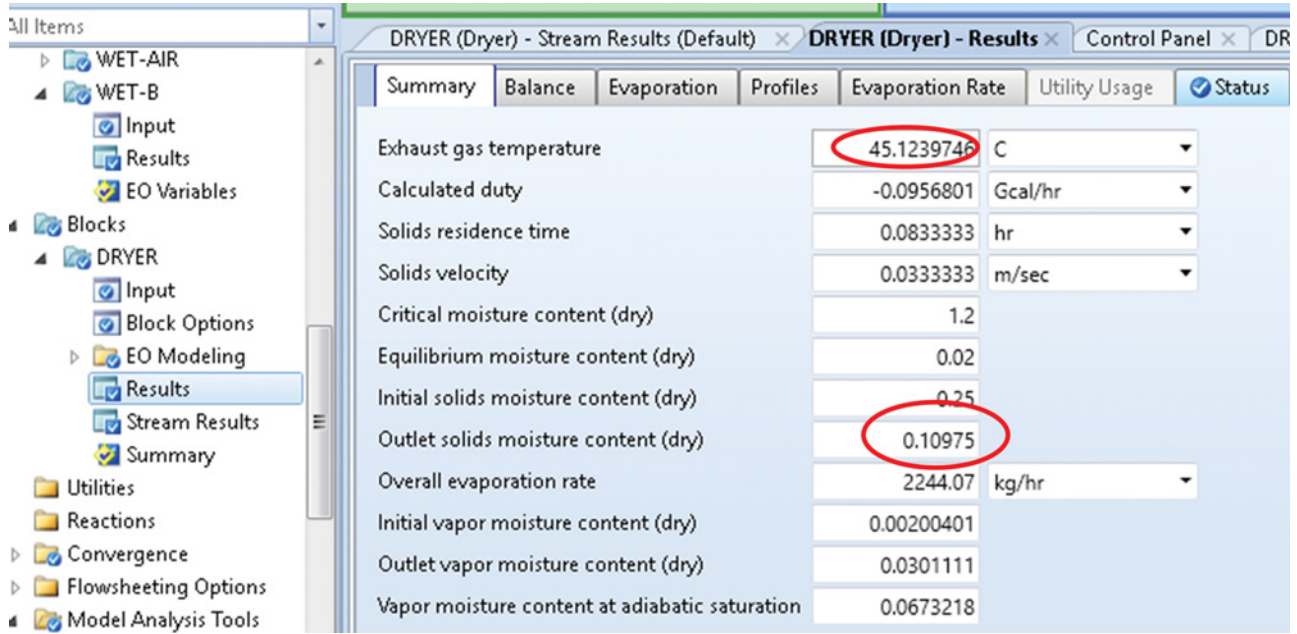 All Items
WET-AIR
WET-B
Input
Results
EO Variables
Blocks
DRYER
Input
Block Options
EO Modeling
Results
Stream Results
Summary
Utilities
Reactions
Convergence
Flowsheeting Options
Model Analysis Tools
DRYER (Dryer) - Stream Results (Default) × DRYER (Dryer) - Results × Control Panel × DR
Summary Balance Evaporation Profiles Evaporation Rate Utility Usage Status
Exhaust gas temperature 45.1239746 C
Calculated duty -0.0956801 Gcal/hr
Solids residence time 0.0833333 hr
Solids velocity 0.0333333 m/sec
Critical moisture content (dry) 1.2
Equilibrium moisture content (dry) 0.02
Initial solids moisture content (dry) 0.25
Outlet solids moisture content (dry) 0.10975
Overall evaporation rate 2244.07 kg/hr
Initial vapor moisture content (dry) 0.00200401
Outlet vapor moisture content (dry) 0.0301111
Vapor moisture content at adiabatic saturation 0.0673218